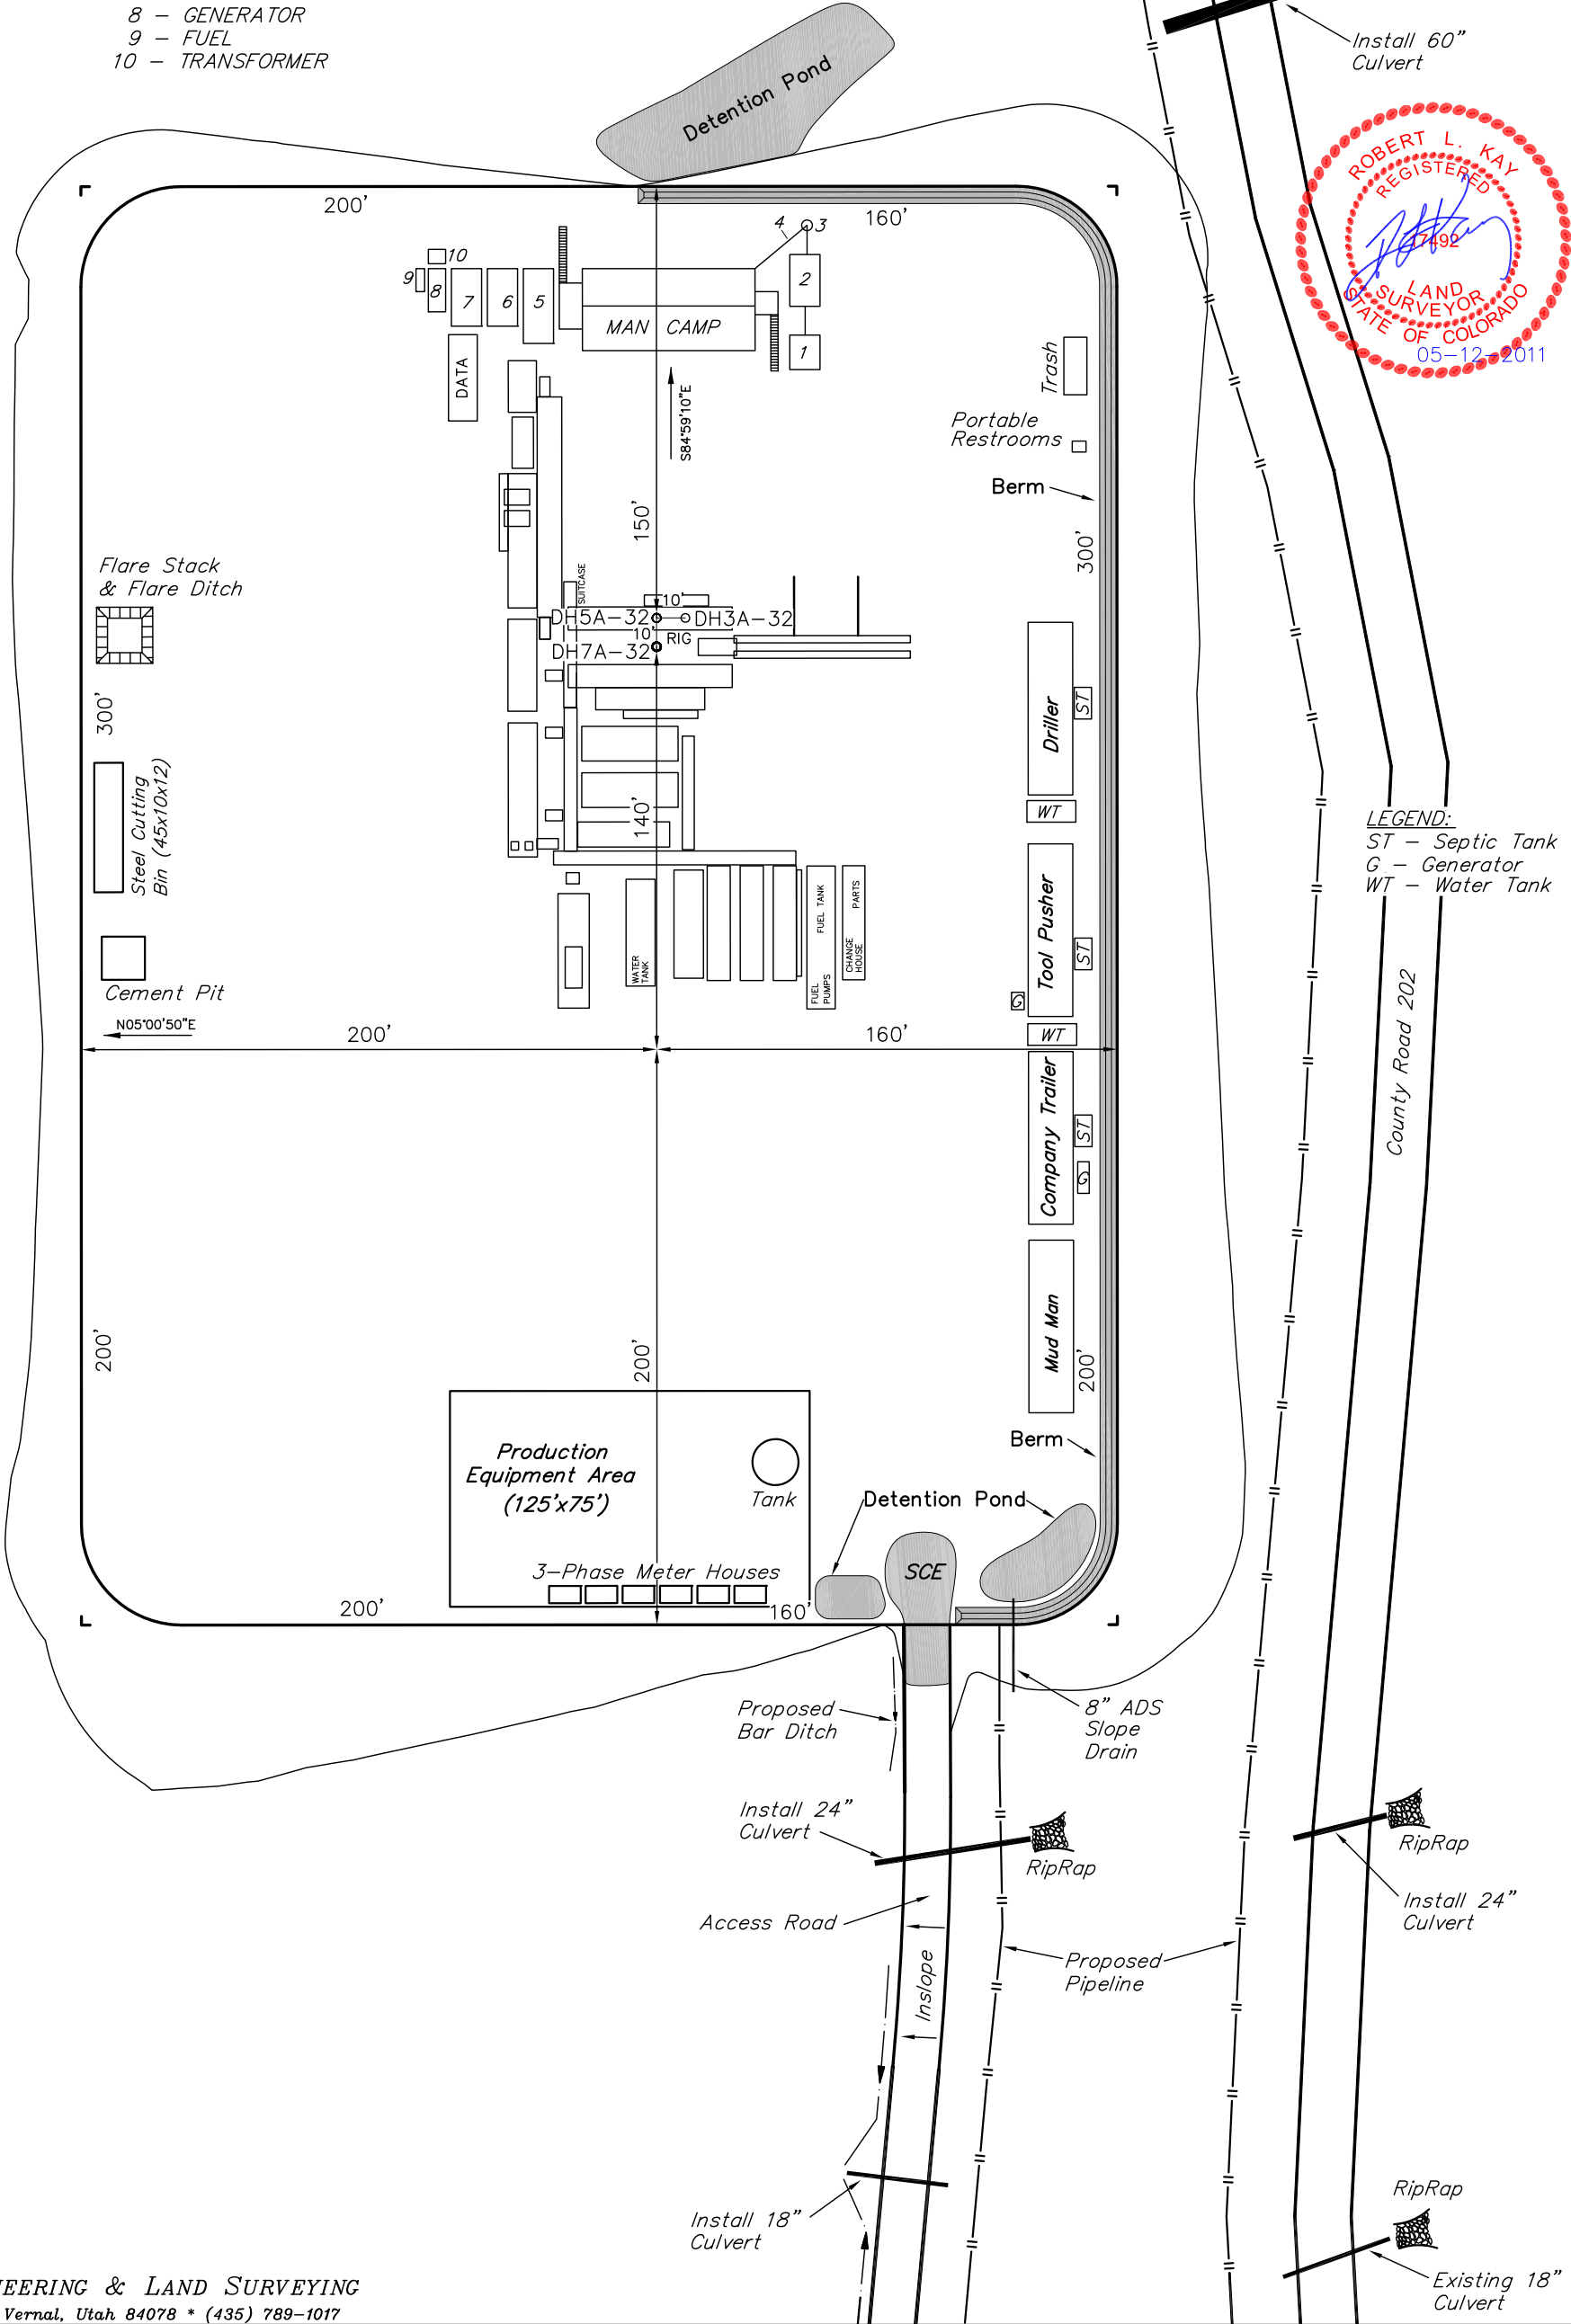 8 – GENERATOR
9 – FUEL
10 – TRANSFORMER
Detention Pond
Install 60”
Culvert
ROBERT L. KAY
REGISTERED
17492
LAND
SURVEYOR
STATE OF COLORADO
05–12–2011
200'
160'
4
3
10
9
8
7
6
5
MAN CAMP
2
1
DATA
S84°59'10"E
Trash
Portable
Restrooms
Berm
150'
300'
Flare Stack
& Flare Ditch
SUITCASE
10'
DH5A–32
DH3A–32
10'
RIG
DH7A–32
300'
Driller
ST
Steel Cutting
Bin (45x10x12)
140'
WT
LEGEND:
ST – Septic Tank
G – Generator
WT – Water Tank
Tool Pusher
ST
G
WATER
TANK
FUEL TANK
FUEL
PUMPS
PARTS
CHANGE
HOUSE
Cement Pit
N05°00'50"E
200'
160'
WT
County Road 202
Company Trailer
ST
G
200'
200'
Mud Man
200'
Berm
Production
Equipment Area
(125'x75')
Tank
Detention Pond
SCE
3–Phase Meter Houses
200'
160'
Proposed
Bar Ditch
8” ADS
Slope
Drain
Install 24”
Culvert
RipRap
RipRap
Install 24”
Culvert
Access Road
Inslope
Proposed
Pipeline
Install 18”
Culvert
RipRap
Existing 18”
Culvert
NEERING & LAND SURVEYING
Vernal, Utah 84078 * (435) 789–1017